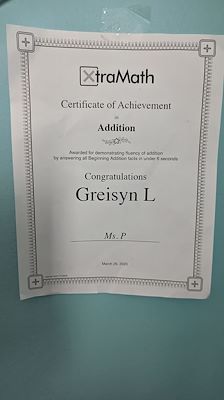 XtraMath
Certificate of Achievement
in
Addition
Awarded for demonstrating fluency of addition
by answering all Beginning Addition facts in under 6 seconds
Congratulations
Greisyn L
Ms. P